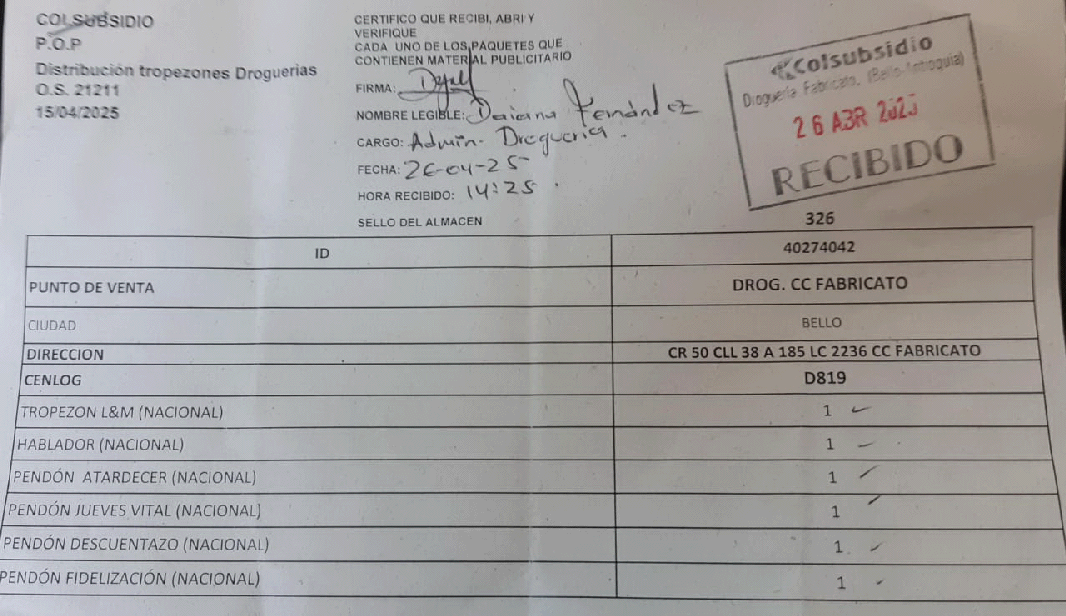 COLSUBSIDIO
P.O.P
Distribución tropezones Droguerias
O.S. 21211
15/04/2025
CERTIFICO QUE RECIBI, ABRI Y
VERIFIQUE
CADA UNO DE LOS PAQUETES QUE
CONTIENEN MATERIAL PUBLICITARIO
FIRMA:
NOMBRE LEGIBLE: Daiana Fernández
CARGO: Admin. Drogueria.
FECHA: 26-04-25
HORA RECIBIDO: 14:25
SELLO DEL ALMACEN
Colsubsidio
Droguería Fabricato. (Bello-Antioquia)
26 ABR 2025
RECIBIDO
326
ID 40274042
PUNTO DE VENTA DROG. CC FABRICATO
CIUDAD BELLO
DIRECCION CR 50 CLL 38 A 185 LC 2236 CC FABRICATO
CENLOG D819
TROPEZON L&M (NACIONAL) 1
HABLADOR (NACIONAL) 1
PENDÓN ATARDECER (NACIONAL) 1
PENDÓN JUEVES VITAL (NACIONAL) 1
PENDÓN DESCUENTAZO (NACIONAL) 1
PENDÓN FIDELIZACIÓN (NACIONAL) 1